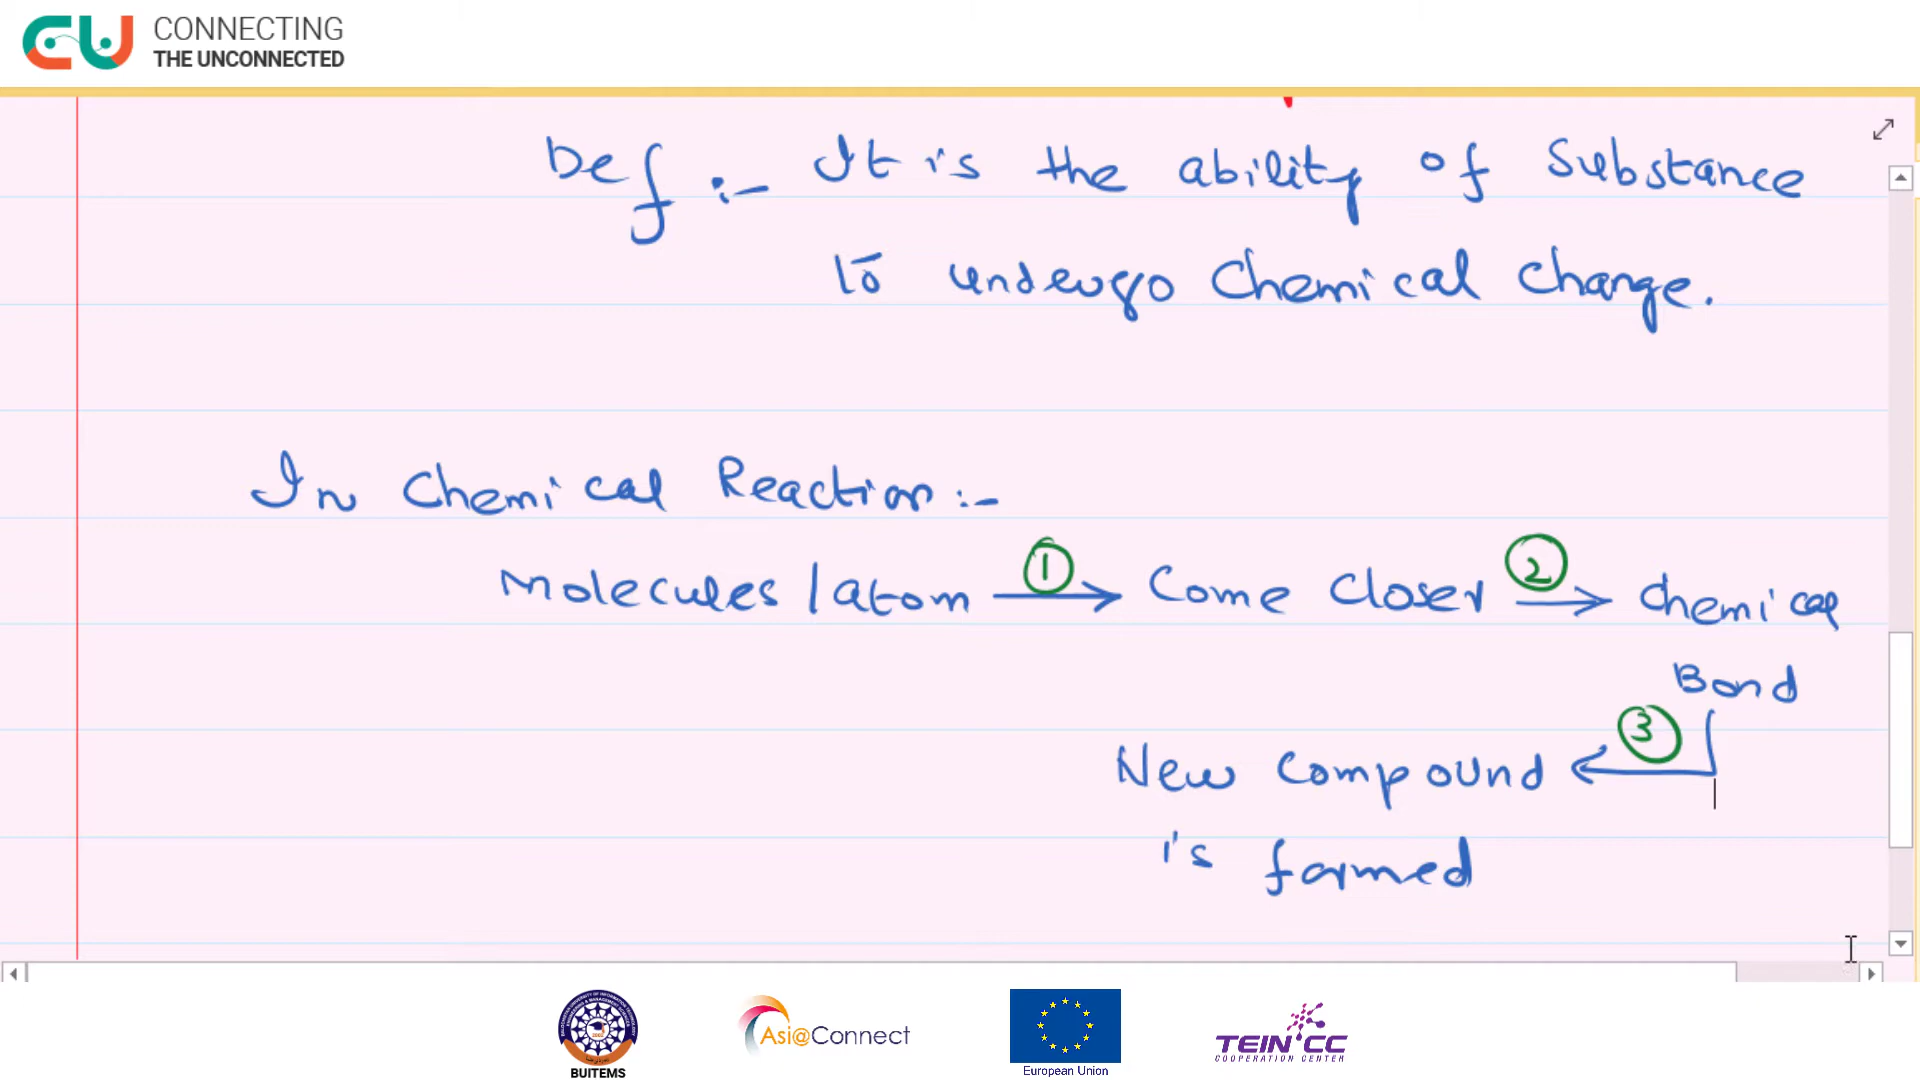 CONNECTING
THE UNCONNECTED
Def :- It is the ability of Substance
to undergo Chemical Change.
In Chemical Reaction :-
Molecules / atom ① → Come Closer ② → Chemical
Bond
New Compound ← ③
is formed
BUITEMS
Asi@Connect
European Union
TEIN*CC
COOPERATION CENTER